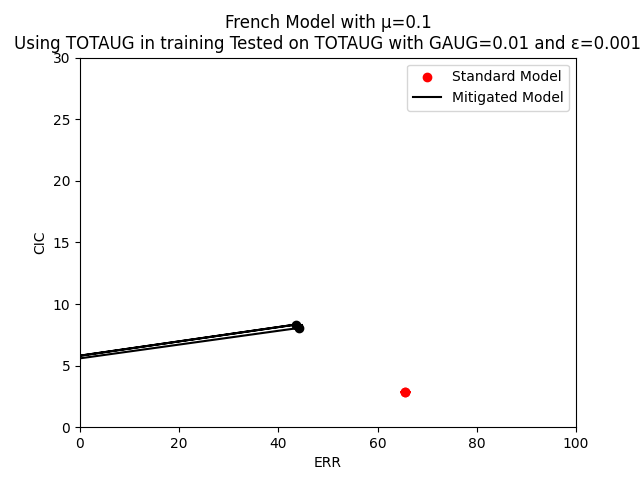 French Model with μ=0.1
Using TOTAUG in training Tested on TOTAUG with GAUG=0.01 and ε=0.001
Standard Model
Mitigated Model
30
25
20
15
10
5
0
CIC
0 20 40 60 80 100
ERR